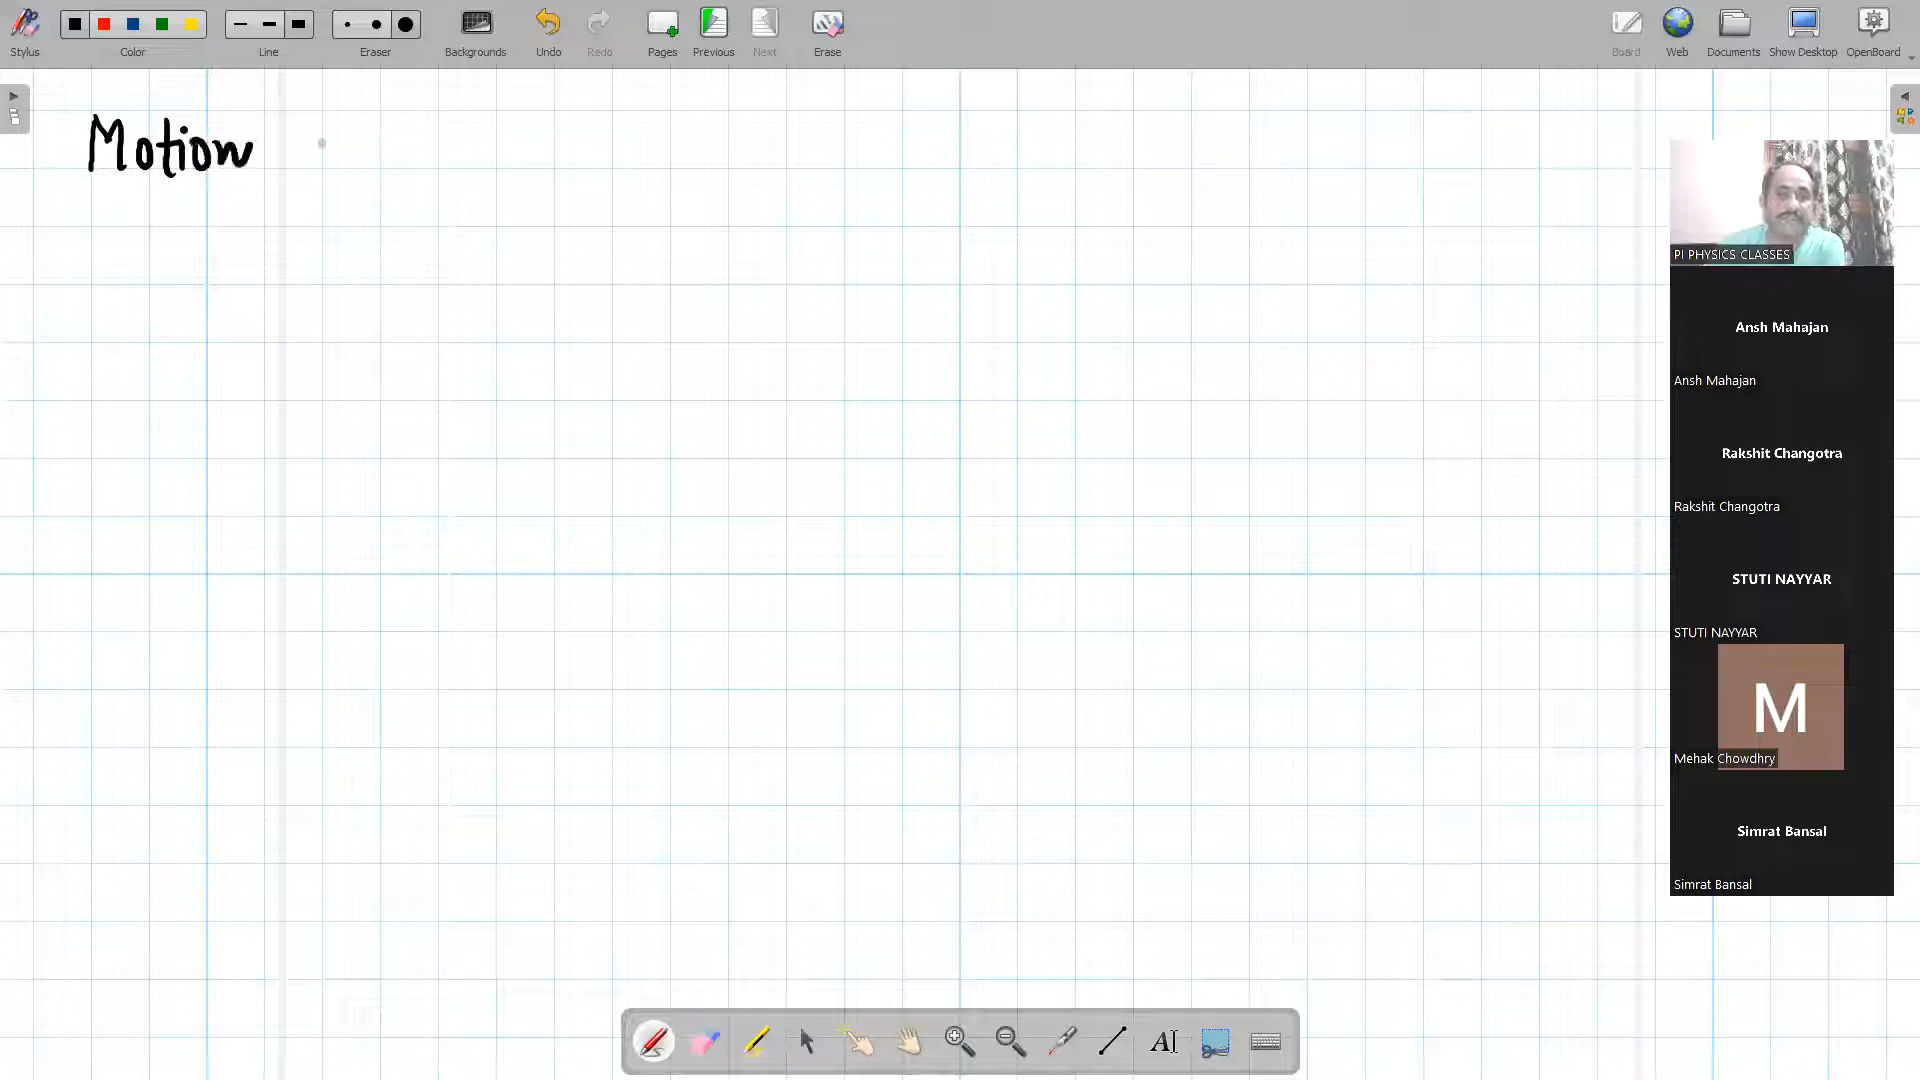 Stylus
Color
Line
Eraser
Backgrounds
Undo
Redo
Pages
Previous
Next
Erase
Board
Web
Documents
Show Desktop
OpenBoard
Motion
PI PHYSICS CLASSES
Ansh Mahajan
Ansh Mahajan
Rakshit Changotra
Rakshit Changotra
STUTI NAYYAR
STUTI NAYYAR
M
Mehak Chowdhry
Simrat Bansal
Simrat Bansal